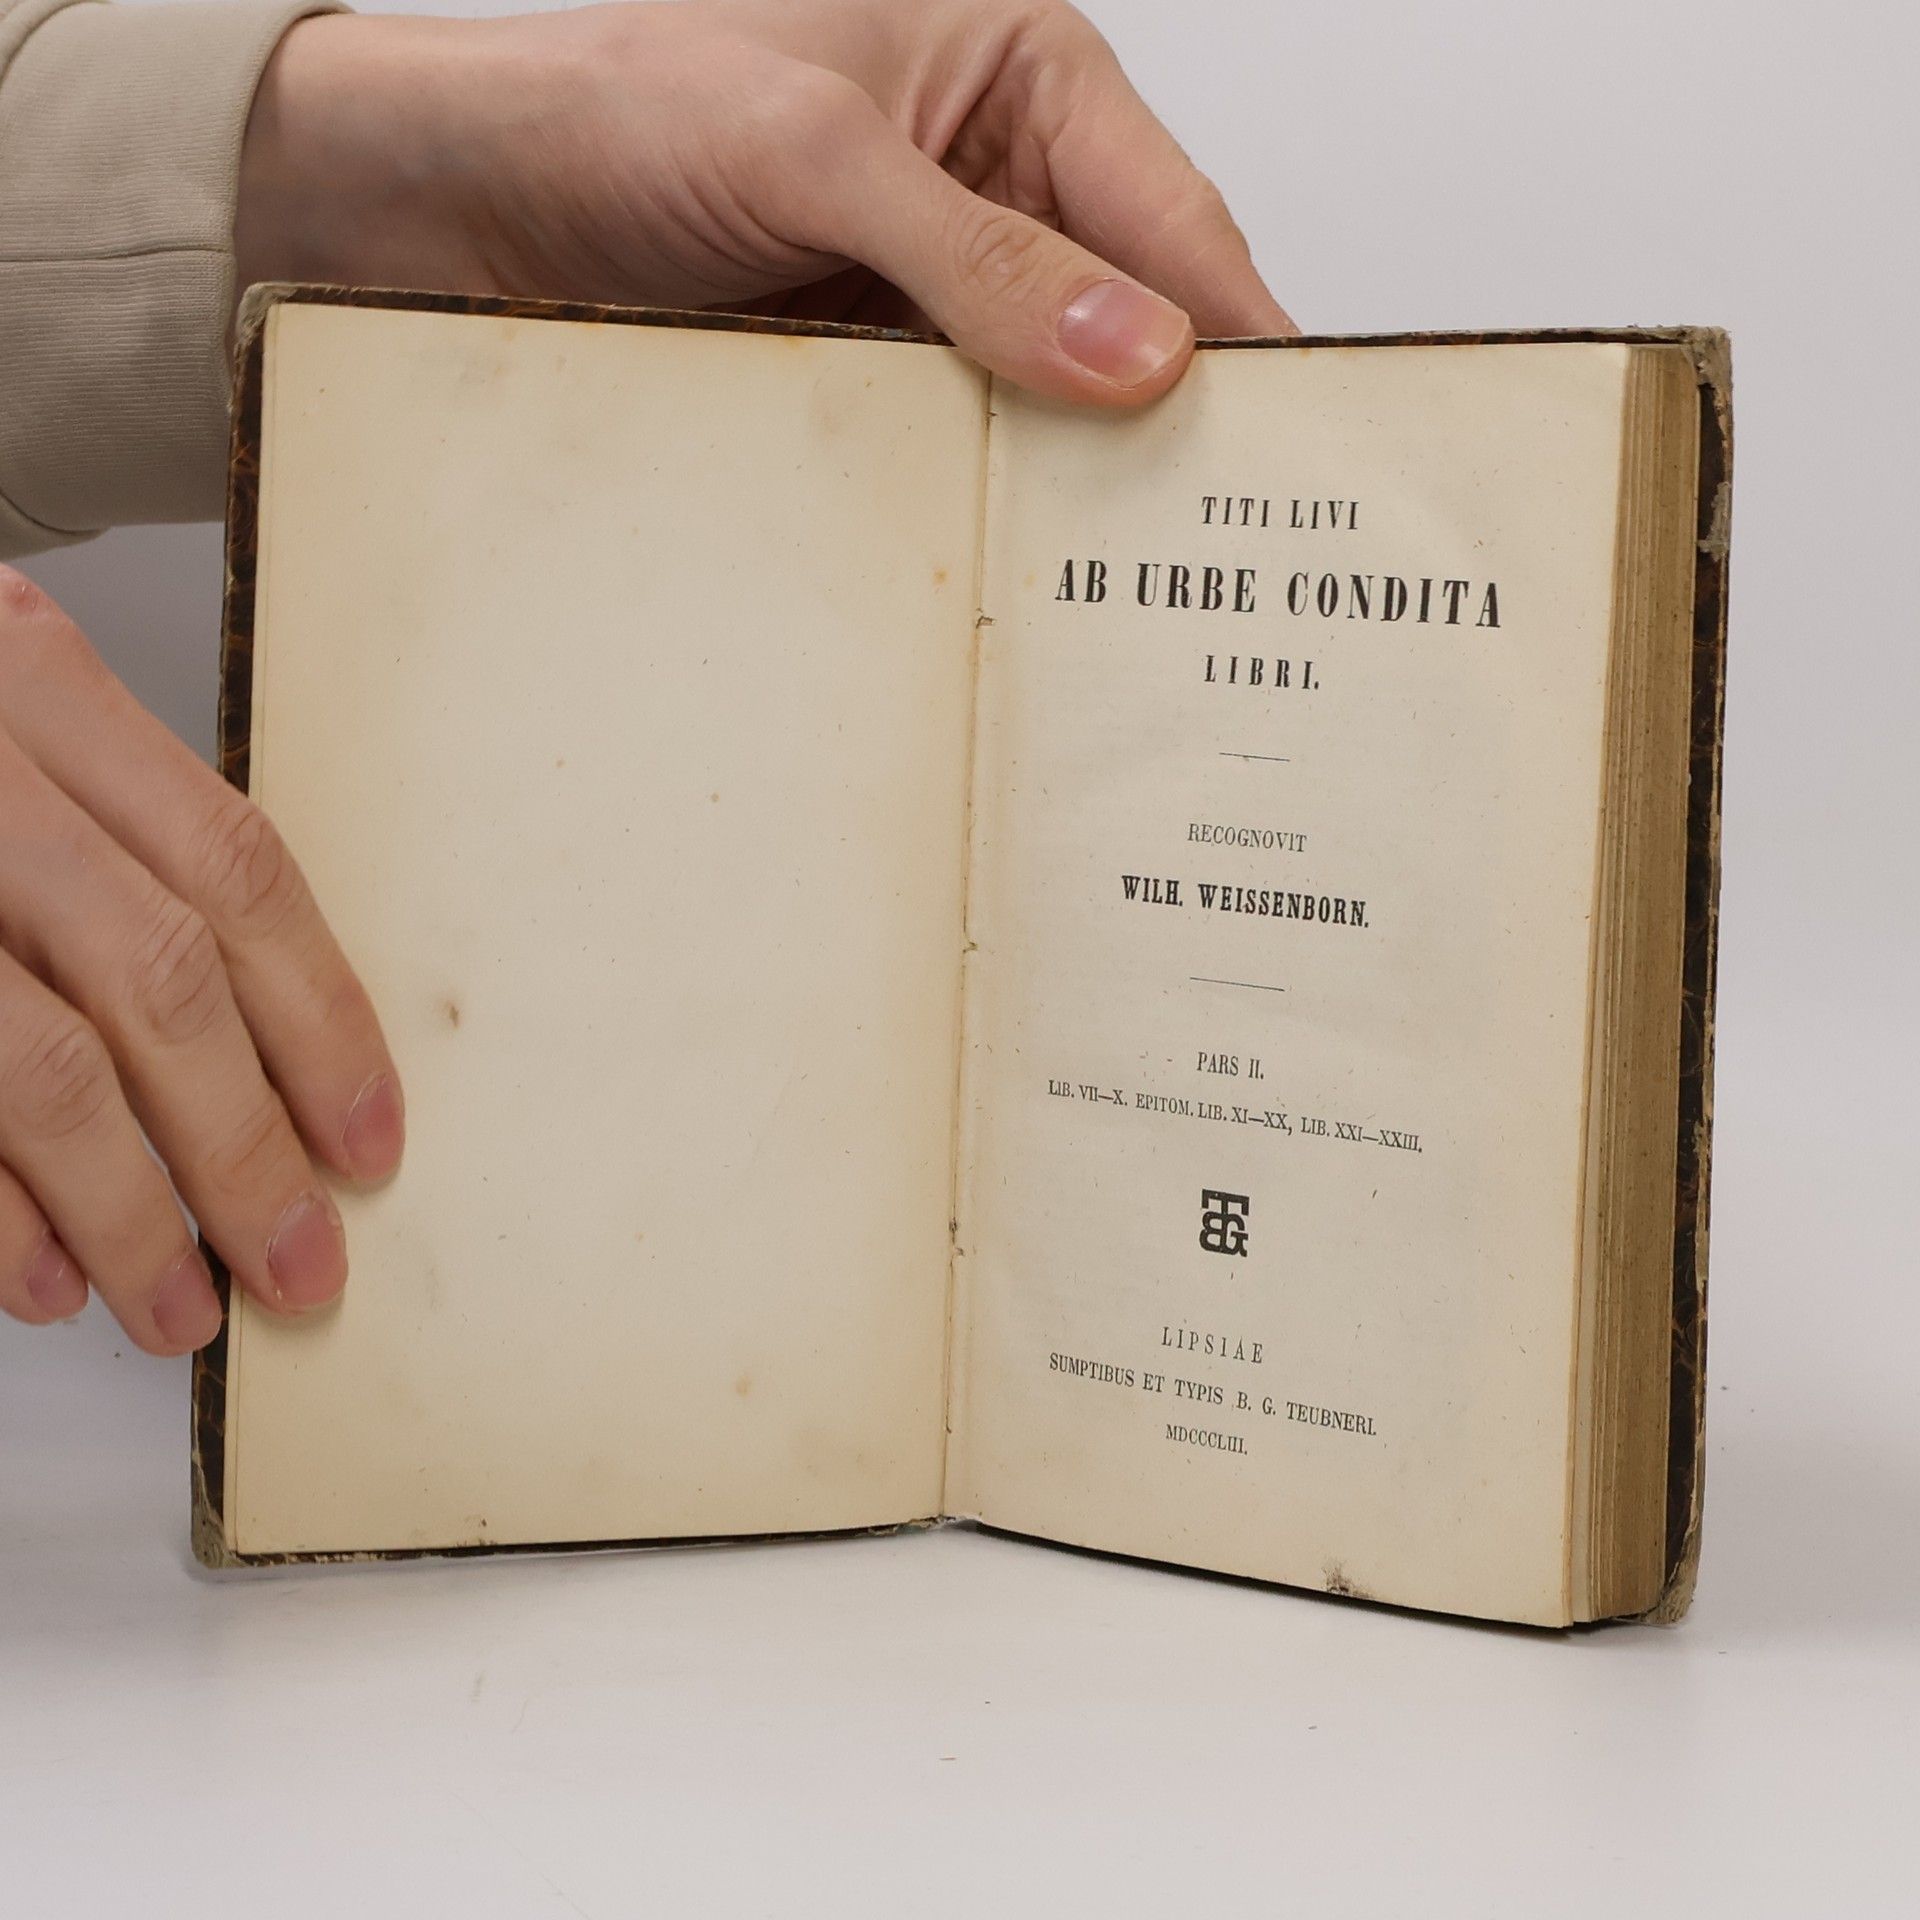 TITI LIVI
AB URBE CONDITA
LIBRI.
RECOGNOVIT
WILH. WEISSENBORN.
PARS II.
LIB. VII—X. EPITOM. LIB. XI—XX, LIB. XXI—XXIII.
BTG
LIPSIAE
SUMPTIBUS ET TYPIS B. G. TEUBNERI.
MDCCCLIII.